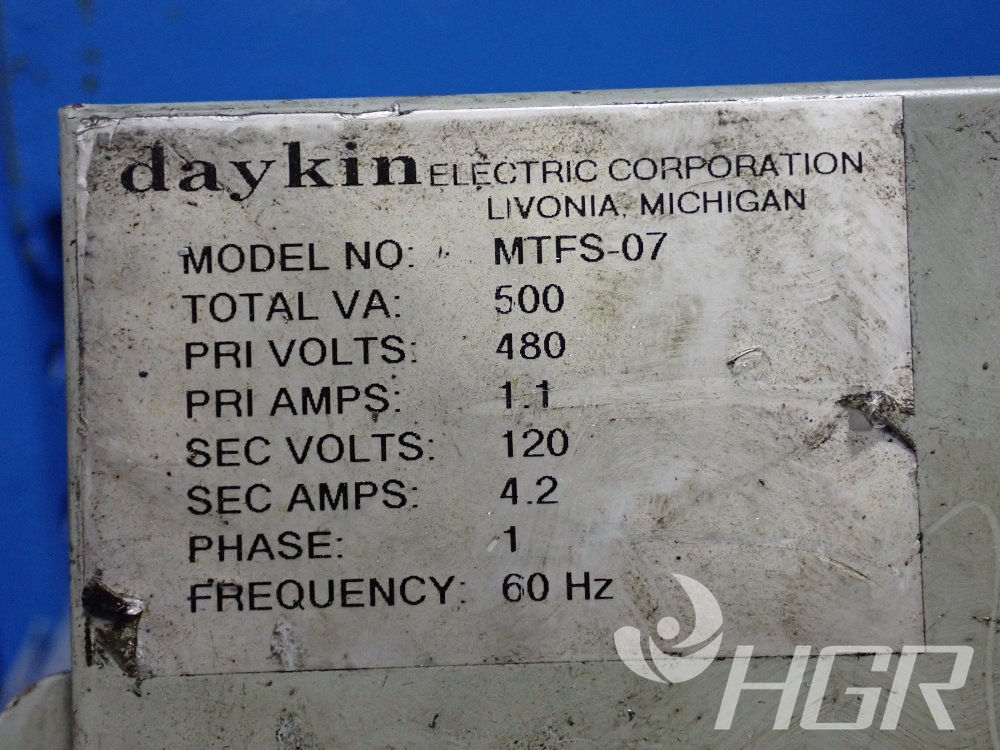 daykin ELECTRIC CORPORATION
LIVONIA, MICHIGAN
MODEL NO: MTFS-07
TOTAL VA: 500
PRI VOLTS: 480
PRI AMPS: 1.1
SEC VOLTS: 120
SEC AMPS: 4.2
PHASE: 1
FREQUENCY: 60 Hz
HGR